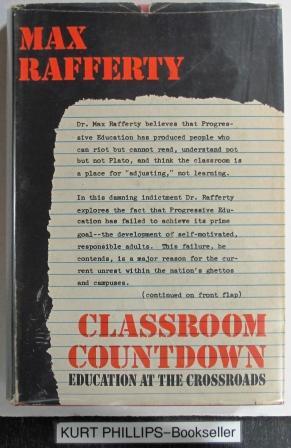 MAX
RAFFERTY
Dr. Max Rafferty believes that Progres-
sive Education has produced people who
can riot but cannot read, understand pot
but not Plato, and think the classroom is
a place for "adjusting," not learning.
In this damning indictment Dr. Rafferty
explores the fact that Progressive Edu-
cation has failed to achieve its prime
goal--the development of self-motivated,
responsible adults. This failure, he
contends, is a major reason for the cur-
rent unrest within the nation's ghettos
and campuses.
(continued on front flap)
CLASSROOM
COUNTDOWN
EDUCATION AT THE CROSSROADS
KURT PHILLIPS-Bookseller